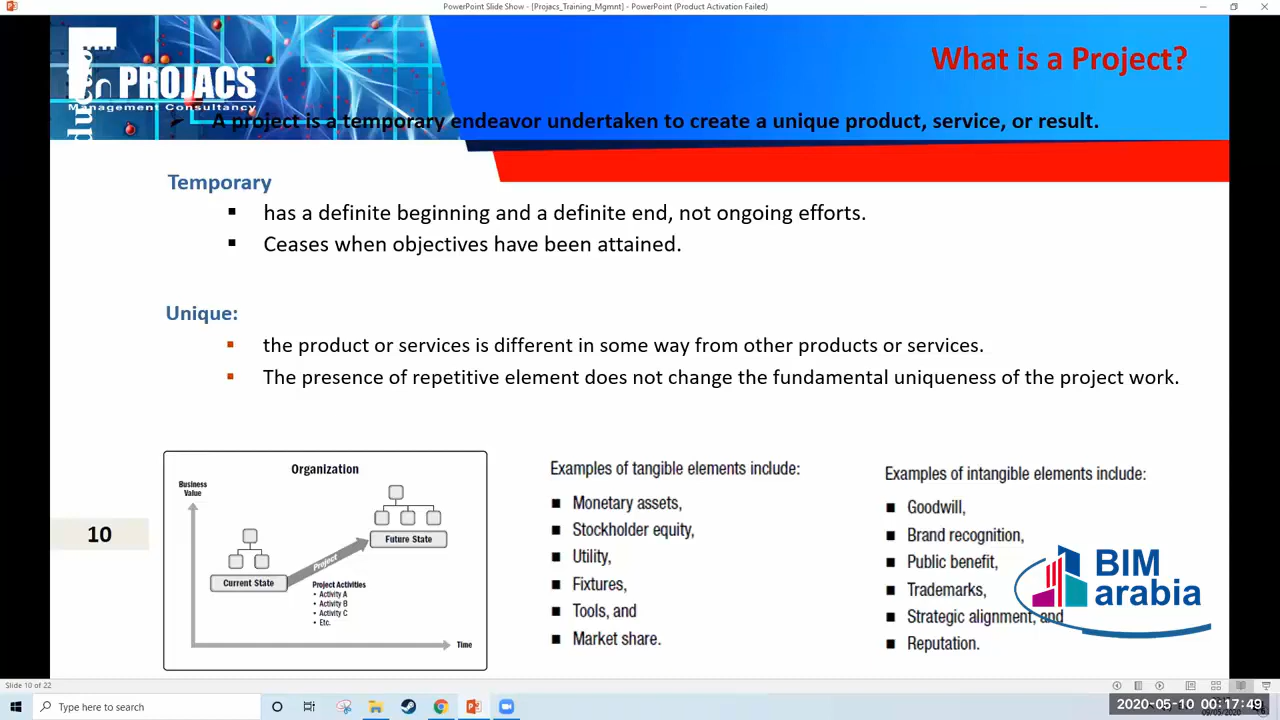 PowerPoint Slide Show - [Projacs_Training_Mgmnt] - PowerPoint (Product Activation Failed)
PROJACS
Management Consultancy
What is a Project?
A project is a temporary endeavor undertaken to create a unique product, service, or result.
Temporary
has a definite beginning and a definite end, not ongoing efforts.
Ceases when objectives have been attained.
Unique:
the product or services is different in some way from other products or services.
The presence of repetitive element does not change the fundamental uniqueness of the project work.
10
Organization
Business
Value
Future State
Project
Current State
Project Activities
• Activity A
• Activity B
• Activity C
• Etc.
Time
Examples of tangible elements include:
Monetary assets,
Stockholder equity,
Utility,
Fixtures,
Tools, and
Market share.
Examples of intangible elements include:
Goodwill,
Brand recognition,
Public benefit,
Trademarks,
Strategic alignment, and
Reputation.
BIM
arabia
Slide 10 of 22
Type here to search
2020-05-10 00:17:49